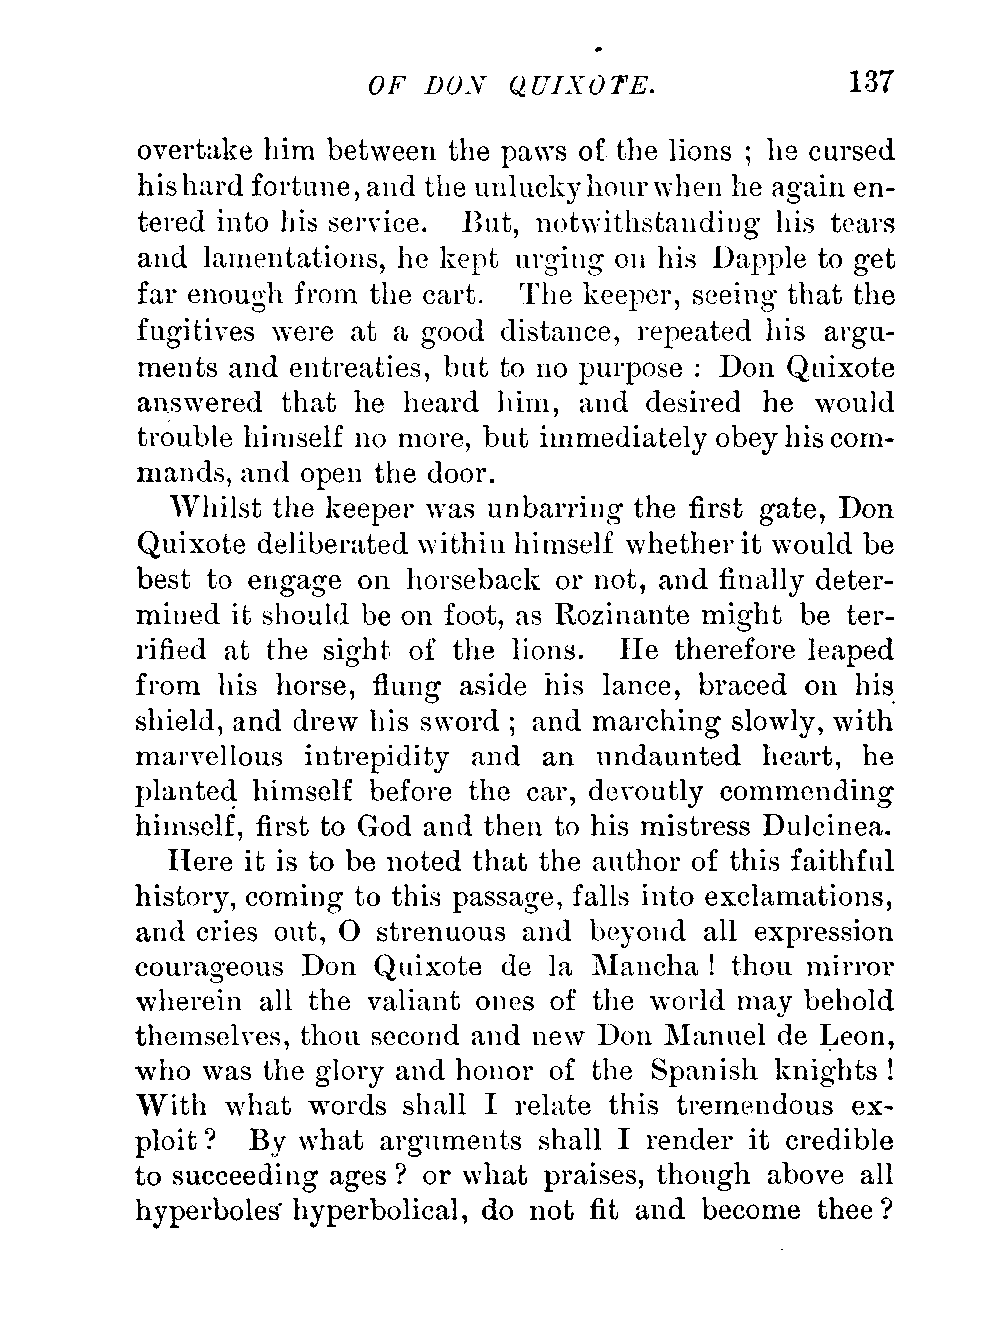 OF DON QUIXOTE. 137
overtake him between the paws of the lions ; he cursed
his hard fortune, and the unlucky hour when he again en-
tered into his service. But, notwithstanding his tears
and lamentations, he kept urging on his Dapple to get
far enough from the cart. The keeper, seeing that the
fugitives were at a good distance, repeated his argu-
ments and entreaties, but to no purpose : Don Quixote
answered that he heard him, and desired he would
trouble himself no more, but immediately obey his com-
mands, and open the door.
Whilst the keeper was unbarring the first gate, Don
Quixote deliberated within himself whether it would be
best to engage on horseback or not, and finally deter-
mined it should be on foot, as Rozinante might be ter-
rified at the sight of the lions. He therefore leaped
from his horse, flung aside his lance, braced on his
shield, and drew his sword ; and marching slowly, with
marvellous intrepidity and an undaunted heart, he
planted himself before the car, devoutly commending
himself, first to God and then to his mistress Dulcinea.
Here it is to be noted that the author of this faithful
history, coming to this passage, falls into exclamations,
and cries out, O strenuous and beyond all expression
courageous Don Quixote de la Mancha ! thou mirror
wherein all the valiant ones of the world may behold
themselves, thou second and new Don Manuel de Leon,
who was the glory and honor of the Spanish knights !
With what words shall I relate this tremendous ex-
ploit ? By what arguments shall I render it credible
to succeeding ages ? or what praises, though above all
hyperboles hyperbolical, do not fit and become thee ?